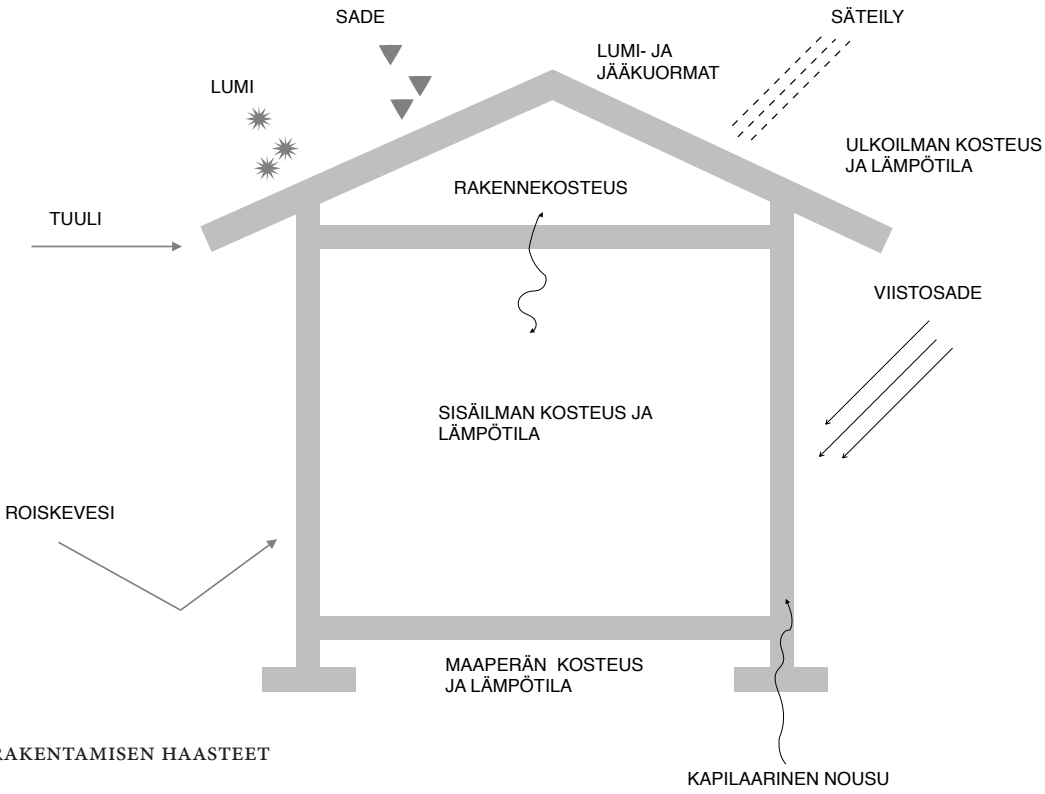 SADE
SÄTEILY
LUMI- JA
JÄÄKUORMAT
LUMI
ULKOILMAN KOSTEUS
JA LÄMPÖTILA
RAKENNEKOSTEUS
TUULI
VIISTOSADE
SISÄILMAN KOSTEUS JA
LÄMPÖTILA
ROISKEVESI
MAAPERÄN KOSTEUS
JA LÄMPÖTILA
RAKENTAMISEN HAASTEET
KAPILAARINEN NOUSU